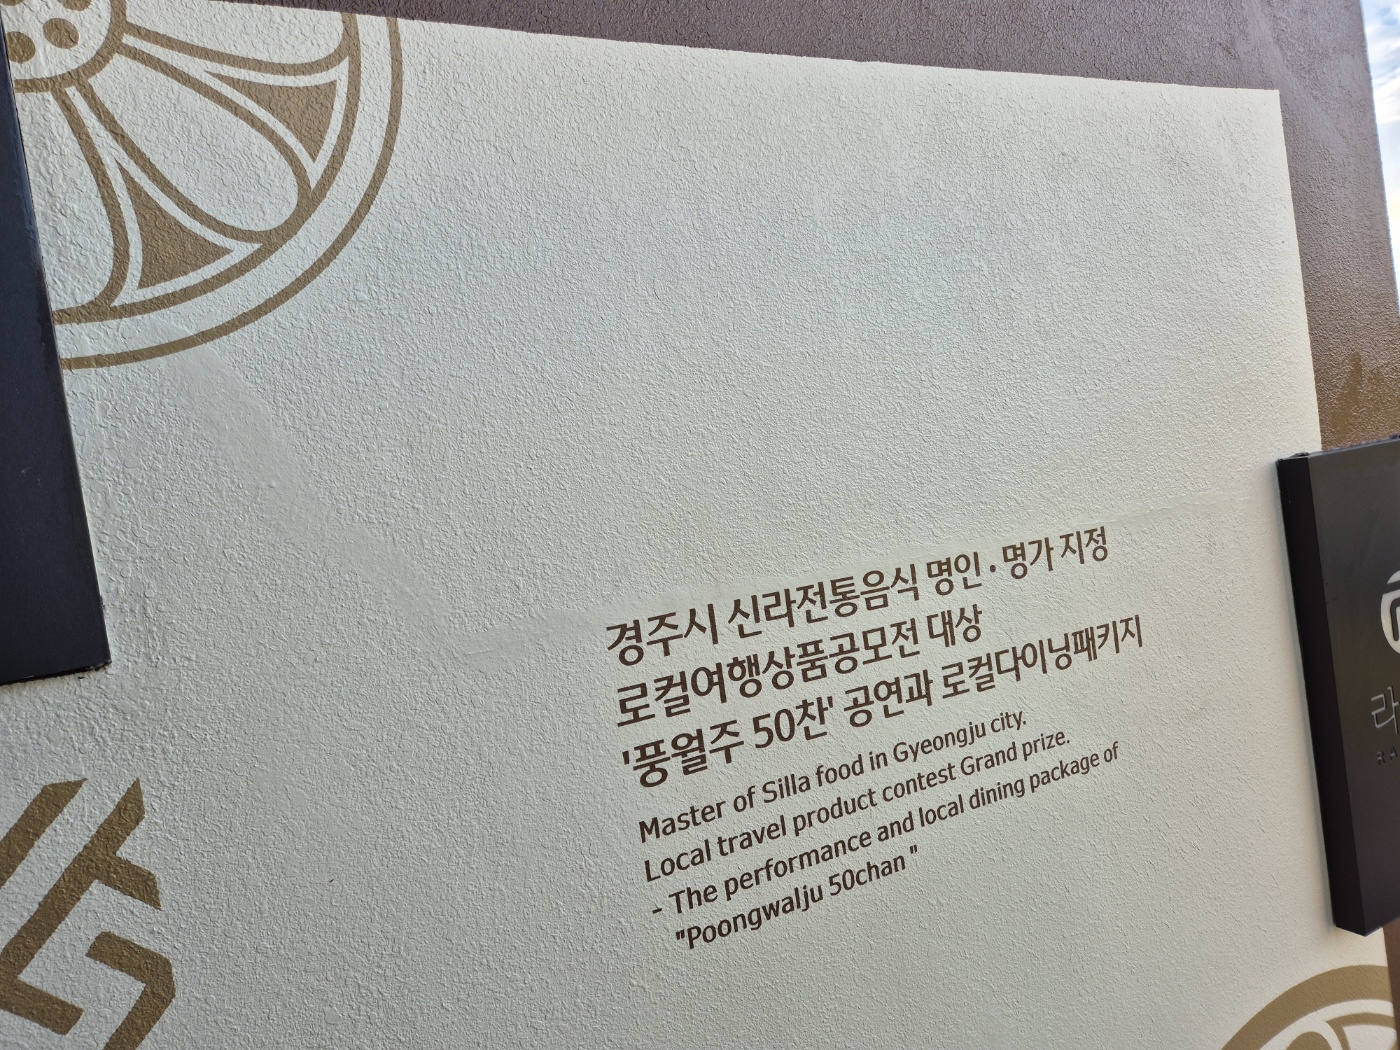 경주시 신라전통음식 명인·명가 지정
로컬여행상품공모전 대상
'풍월주 50찬' 공연과 로컬다이닝패키지
Master of Silla food in Gyeongju city.
Local travel product contest Grand prize.
- The performance and local dining package of
"Poongwalju 50chan "
라